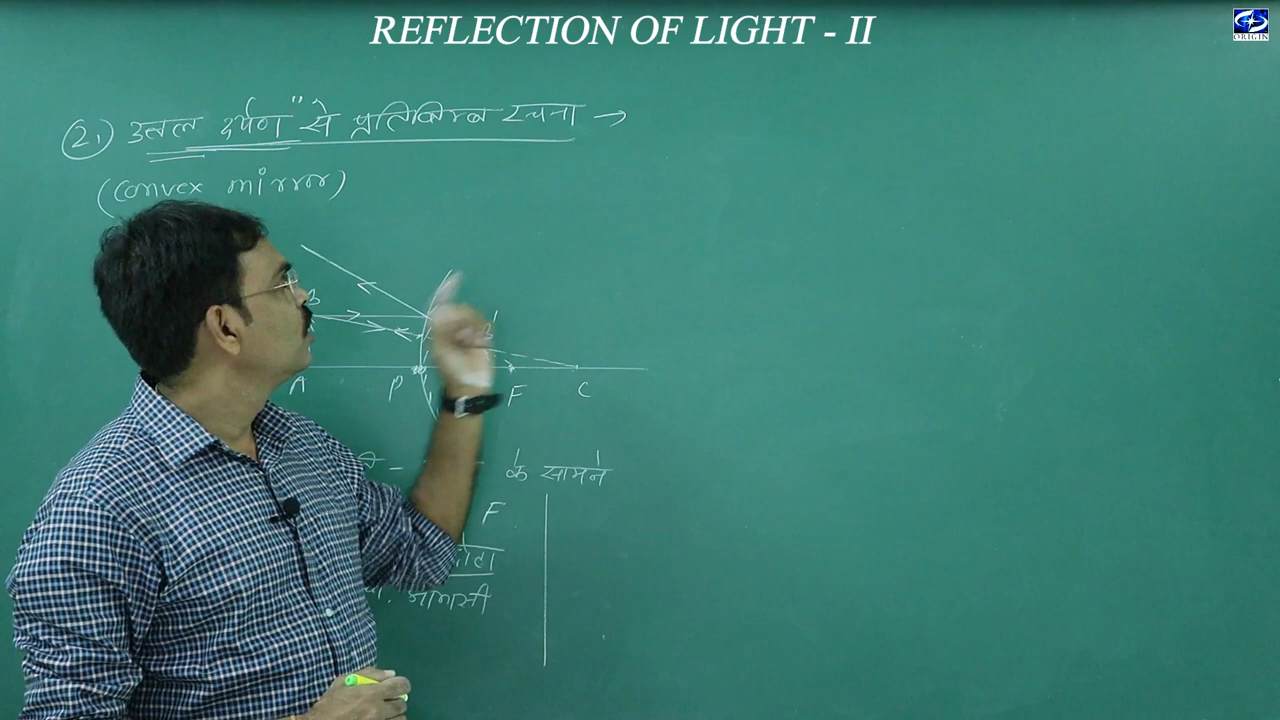 REFLECTION OF LIGHT - II
ORIGIN
(2.) उत्तल दर्पण" से प्रतिबिम्ब रचना →
(Convex mirror)
B
B'
A P F C
के सामने
F
छोटा
आभासी